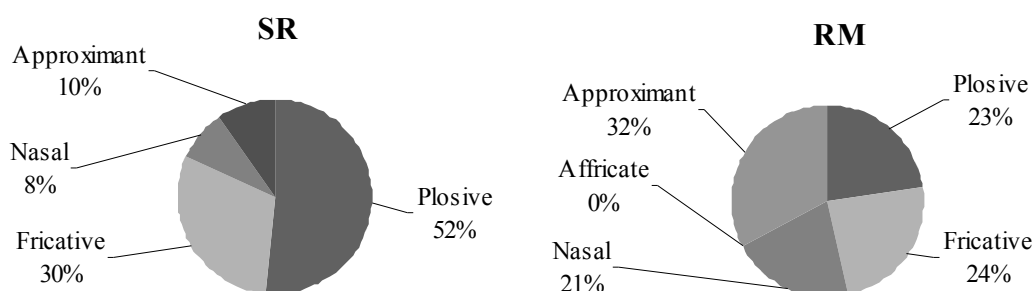 SR
Approximant
10%
Nasal
8%
Fricative
30%
Plosive
52%
RM
Approximant
32%
Affricate
0%
Nasal
21%
Plosive
23%
Fricative
24%